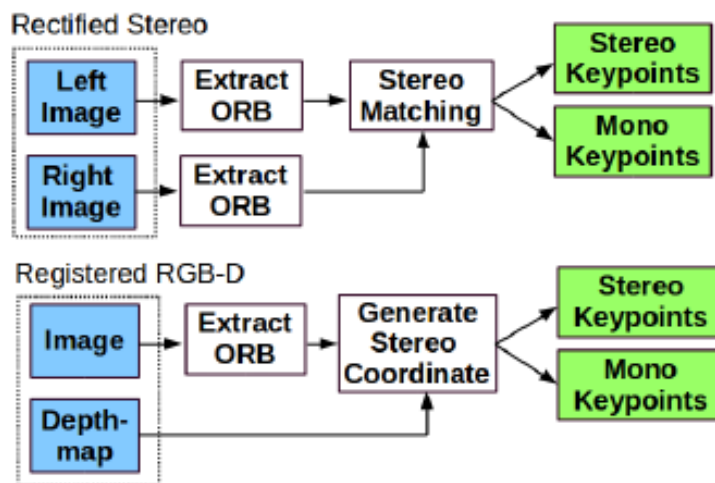 Rectified Stereo
Left
Image
Extract
ORB
Stereo
Matching
Stereo
Keypoints
Mono
Keypoints
Right
Image
Extract
ORB
Registered RGB-D
Image
Extract
ORB
Generate
Stereo
Coordinate
Stereo
Keypoints
Mono
Keypoints
Depth-
map